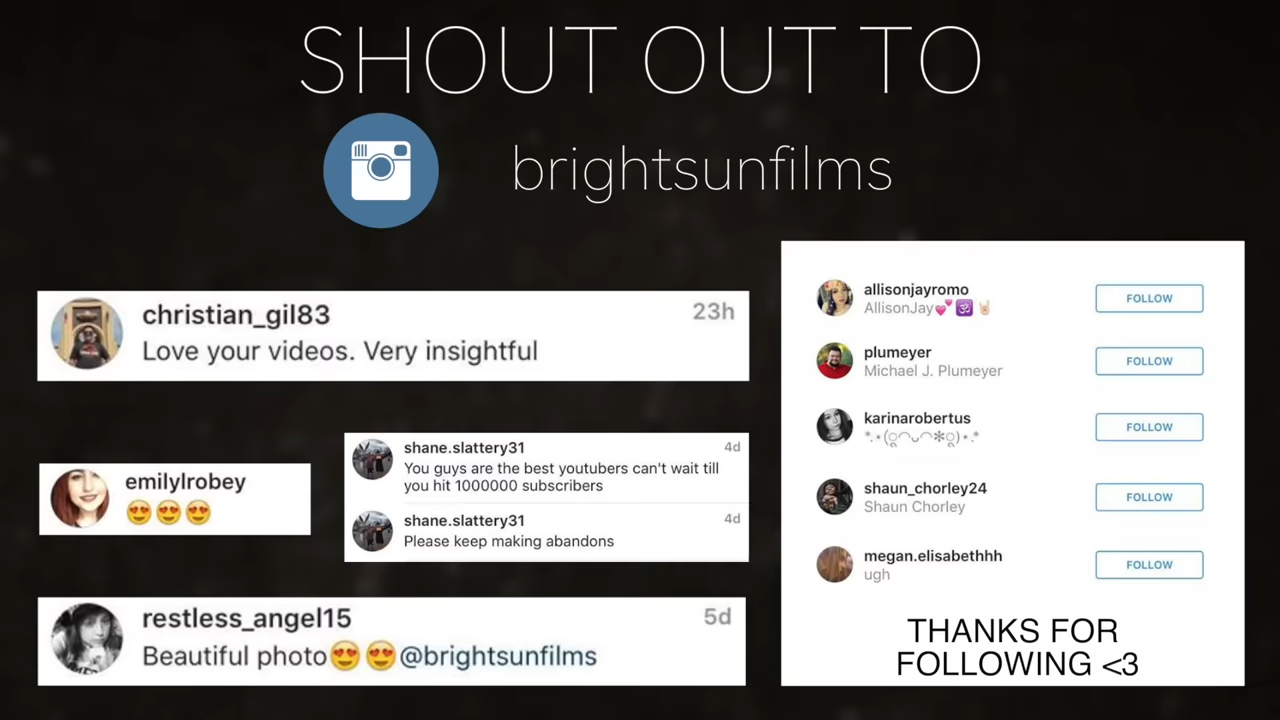 SHOUT OUT TO
brightsunfilms
christian_gil83 23h
Love your videos. Very insightful
emilylrobey
😍😍😍
shane.slattery31 4d
You guys are the best youtubers can't wait till
you hit 1000000 subscribers
shane.slattery31 4d
Please keep making abandons
restless_angel15 5d
Beautiful photo😍😍@brightsunfilms
allisonjayromo FOLLOW
AllisonJay💕🕉🤘🏻
plumeyer FOLLOW
Michael J. Plumeyer
karinarobertus FOLLOW
shaun_chorley24 FOLLOW
Shaun Chorley
megan.elisabethhh FOLLOW
ugh
THANKS FOR
FOLLOWING <3